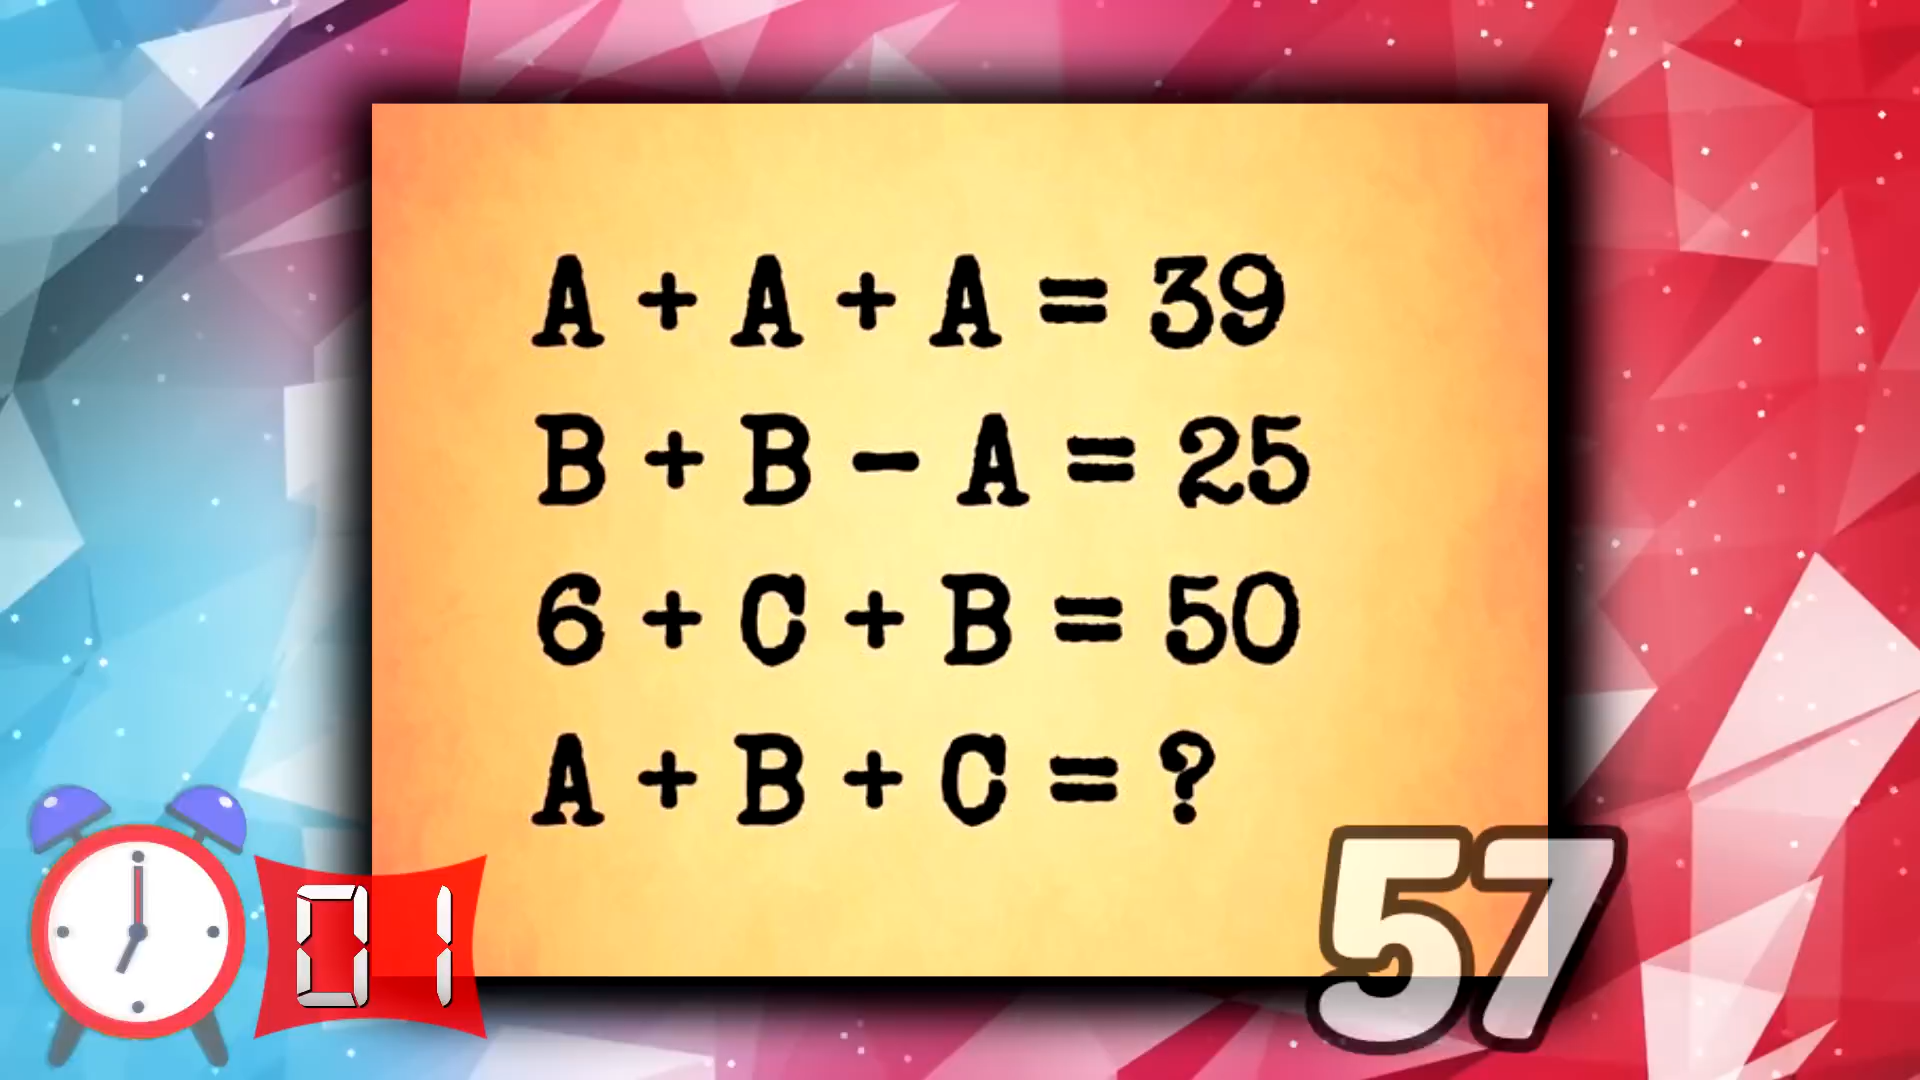 A + A + A = 39
B + B - A = 25
6 + C + B = 50
A + B + C = ?
01
57